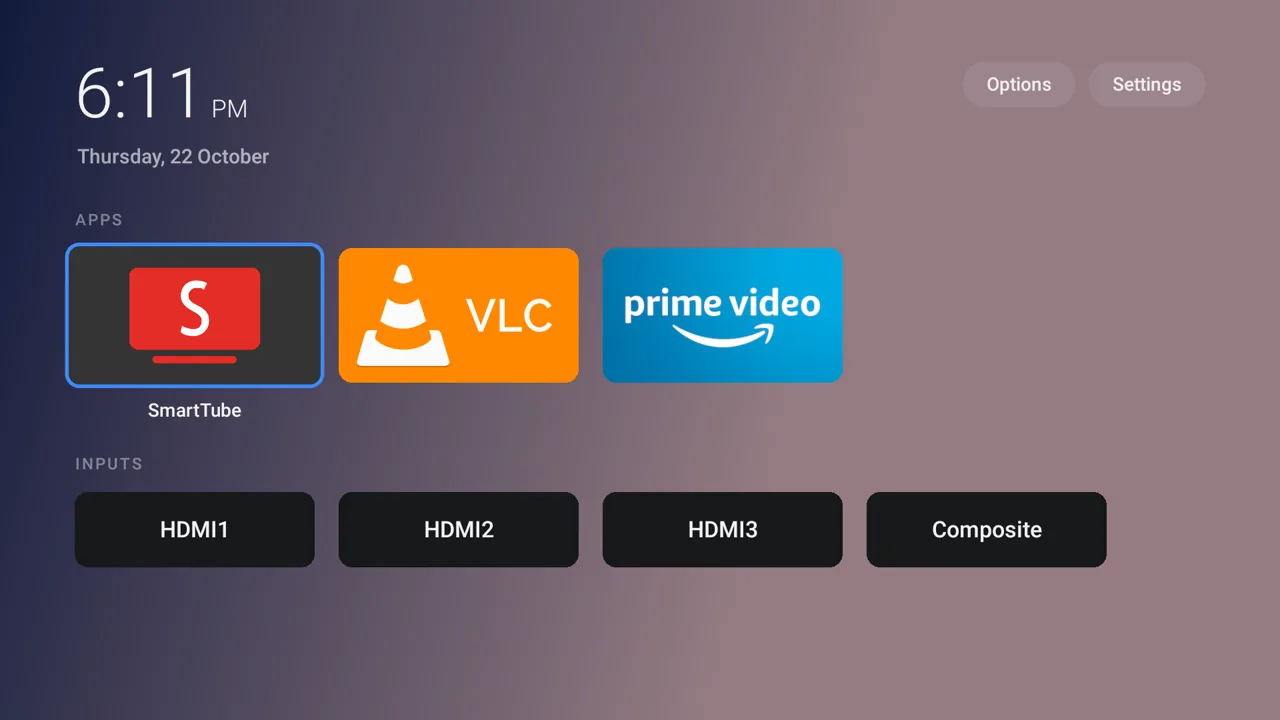 6:11 PM
Options
Settings
Thursday, 22 October
APPS
S
VLC
prime video
SmartTube
INPUTS
HDMI1
HDMI2
HDMI3
Composite